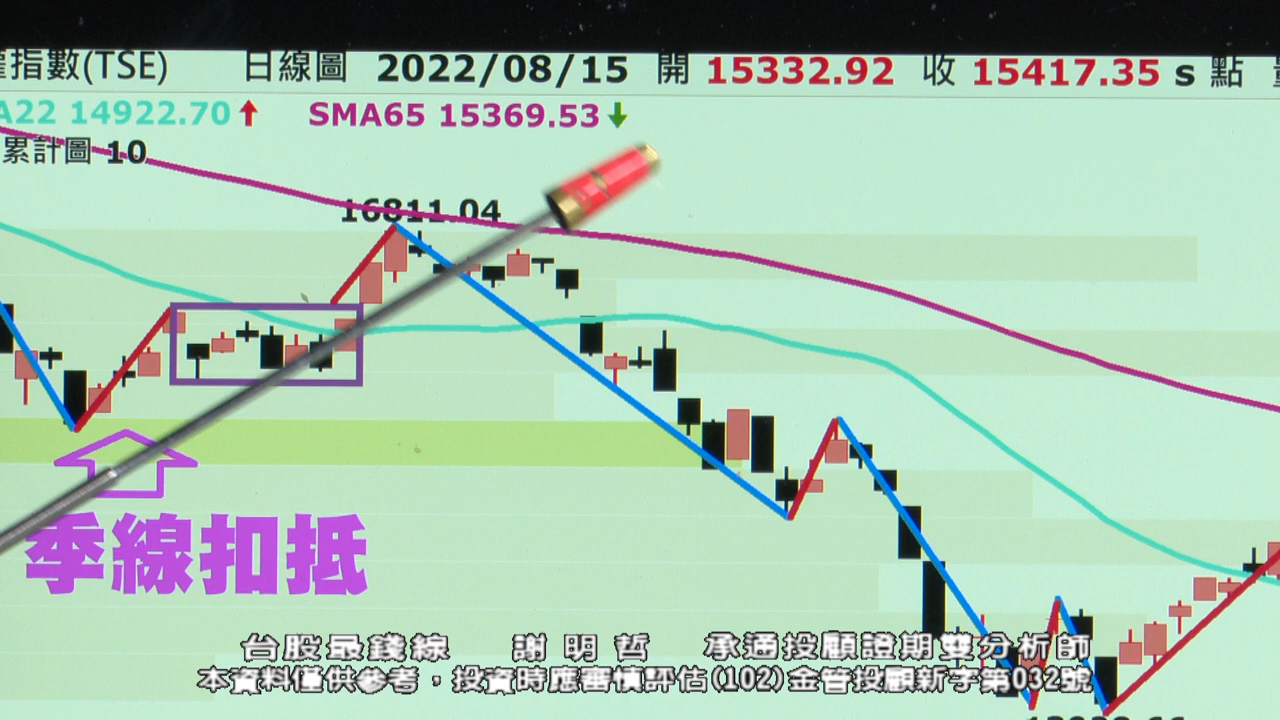 權指數(TSE) 日線圖 2022/08/15 開 15332.92 收 15417.35 s 點
A22 14922.70 SMA65 15369.53
累計圖 10
16811.04
季線扣抵
台股最錢線 謝明哲 承通投顧證期雙分析師
本資料僅供參考，投資時應審慎評估(102)金管投顧新字第032號